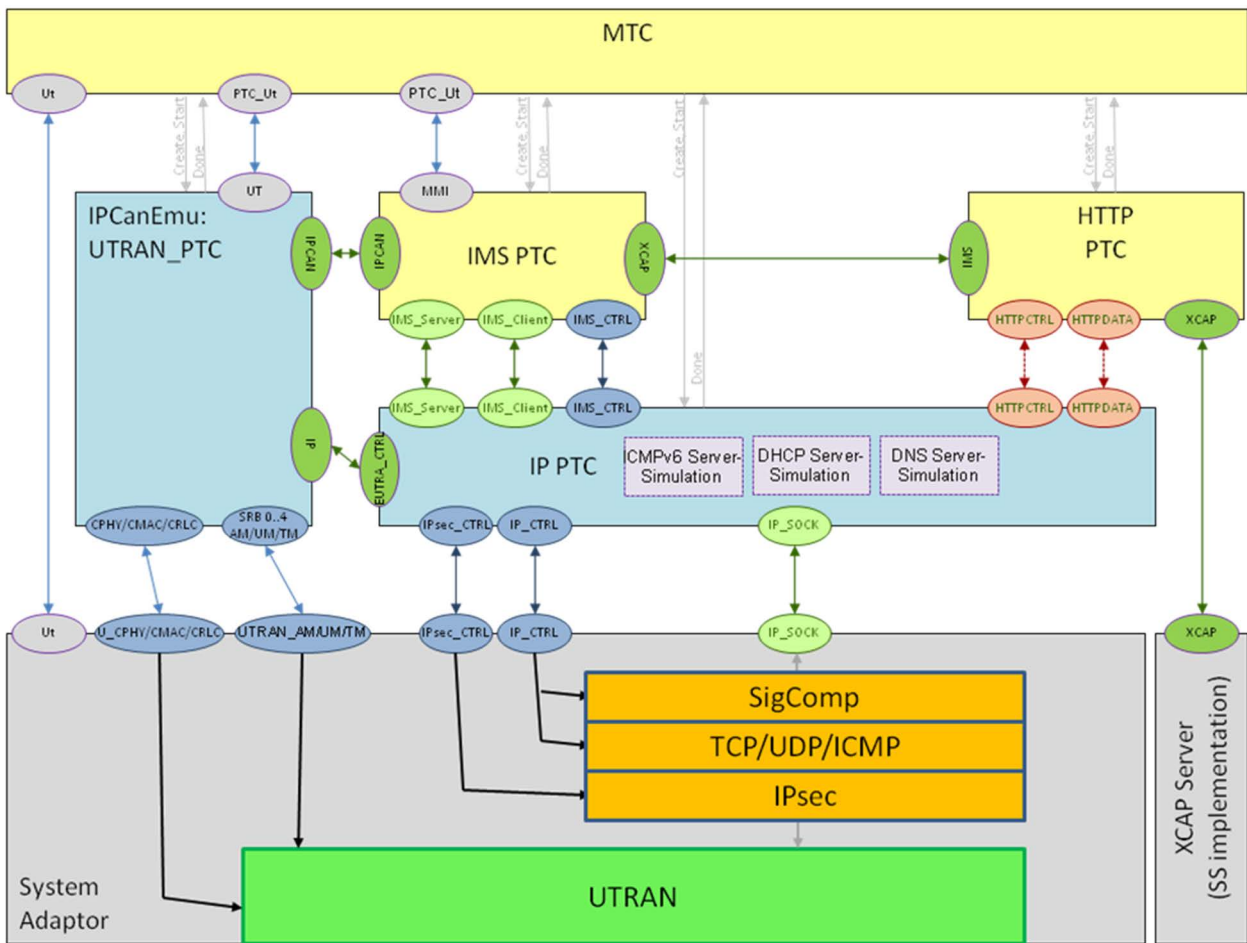 MTC
Ut
PTC_Ut
PTC_Ut
Create_Start
Done
Create_Start
Done
Create_Start
Done
Create_Start
Done
UT
MMI
IPCanEmu:
UTRAN_PTC
IPCAN
IPCAN
IMS PTC
XCAP
IMS
HTTP
PTC
IMS_Server
IMS_Client
IMS_CTRL
HTTPCTRL
HTTPDATA
XCAP
IMS_Server
IMS_Client
IMS_CTRL
HTTPCTRL
HTTPDATA
IP
EUTRA_CTRL
IP PTC
ICMPv6 Server-
Simulation
DHCP Server-
Simulation
DNS Server-
Simulation
CPHY/CMAC/CRLC
SRB 0..4
AM/UM/TM
IPsec_CTRL
IP_CTRL
IP_SOCK
Ut
U_CPHY/CMAC/CRLC
UTRAN_AM/UM/TM
IPsec_CTRL
IP_CTRL
IP_SOCK
XCAP
SigComp
TCP/UDP/ICMP
IPsec
UTRAN
System
Adaptor
XCAP Server
(SS implementation)